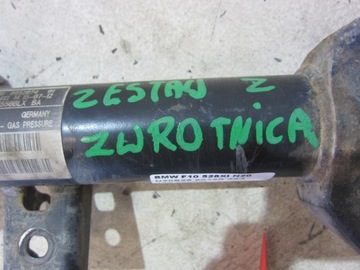 ZESTAW Z
ZWROTNICA
GERMANY
GAS PRESSURE
BMW F10 528XI N20